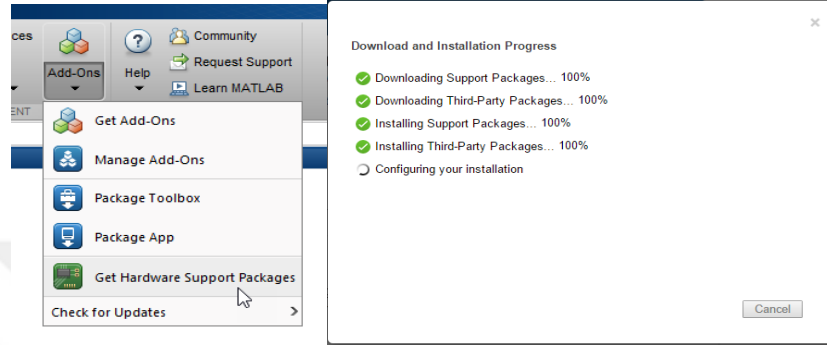 ces
Add-Ons
Help
Community
Request Support
Learn MATLAB
ENT
Get Add-Ons
Manage Add-Ons
Package Toolbox
Package App
Get Hardware Support Packages
Check for Updates
Download and Installation Progress
Downloading Support Packages... 100%
Downloading Third-Party Packages... 100%
Installing Support Packages... 100%
Installing Third-Party Packages... 100%
Configuring your installation
Cancel